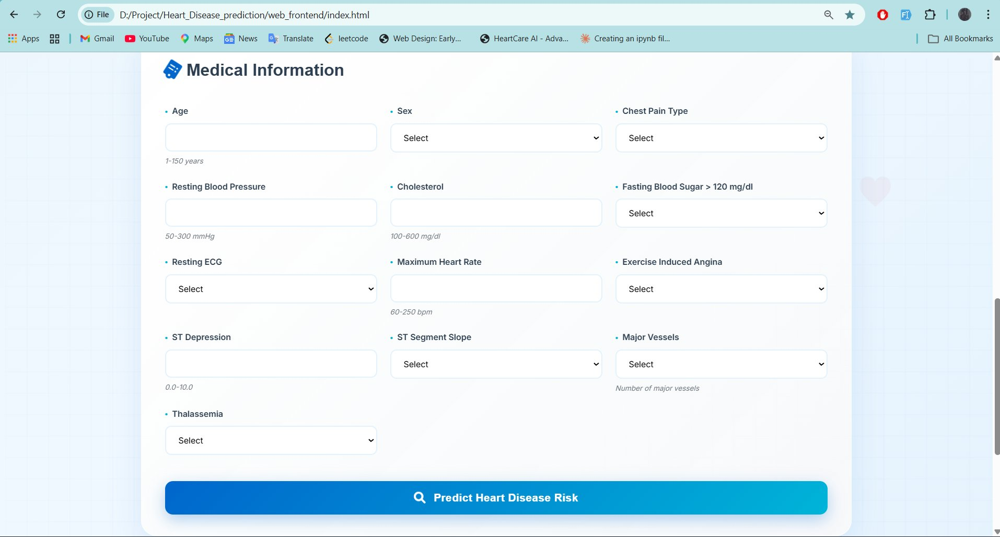 File D:/Project/Heart_Disease_prediction/web_frontend/index.html
Apps Gmail YouTube Maps News Translate leetcode Web Design: Early... HeartCare AI - Adva... Creating an ipynb fil... All Bookmarks
Medical Information
• Age • Sex • Chest Pain Type
Select Select
1-150 years
• Resting Blood Pressure • Cholesterol • Fasting Blood Sugar > 120 mg/dl
Select
50-300 mmHg 100-600 mg/dl
• Resting ECG • Maximum Heart Rate • Exercise Induced Angina
Select Select
60-250 bpm
• ST Depression • ST Segment Slope • Major Vessels
Select Select
0.0-10.0 Number of major vessels
• Thalassemia
Select
Predict Heart Disease Risk